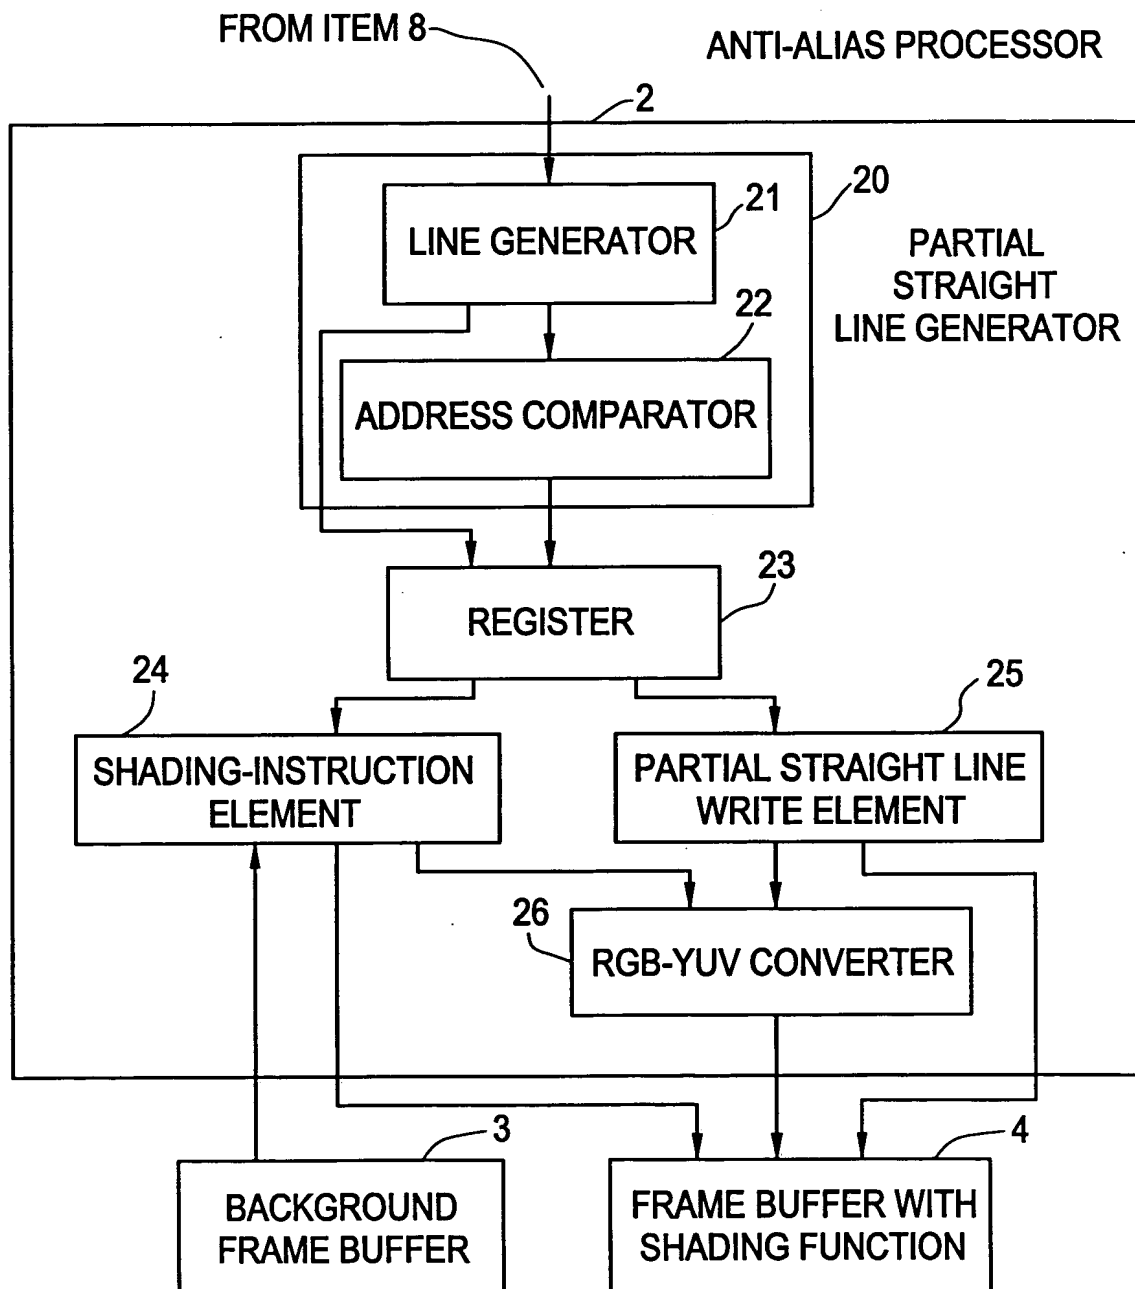 FROM ITEM 8
ANTI-ALIAS PROCESSOR
2
20
21
LINE GENERATOR
PARTIAL
STRAIGHT
LINE GENERATOR
22
ADDRESS COMPARATOR
23
REGISTER
24
25
SHADING-INSTRUCTION
ELEMENT
PARTIAL STRAIGHT LINE
WRITE ELEMENT
26
RGB-YUV CONVERTER
3
4
BACKGROUND
FRAME BUFFER
FRAME BUFFER WITH
SHADING FUNCTION